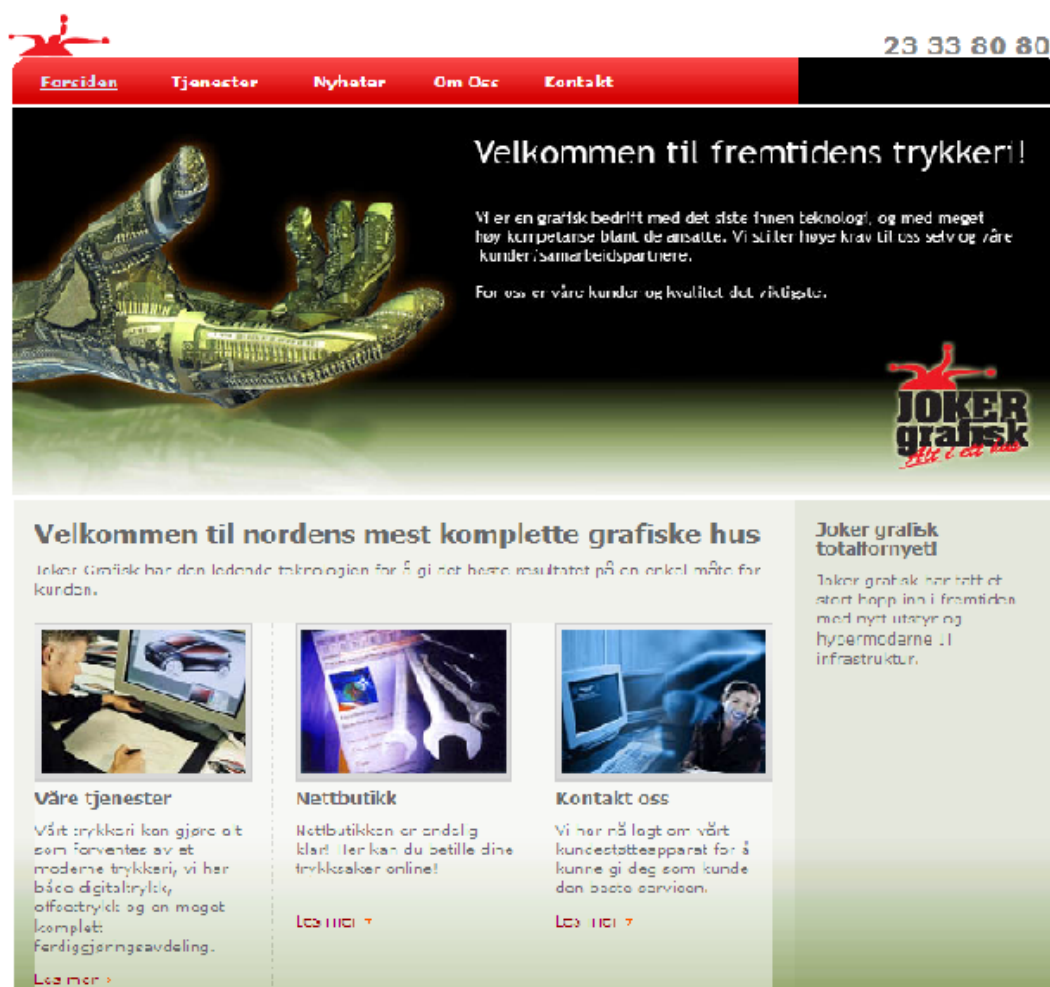 23 33 80 80
Forsiden Tjenester Nyheter Om Oss Kontakt
Velkommen til fremtidens trykkeri!
Vi er en grafisk bedrift med det siste innen teknologi, og med meget
høy kompetanse blant de ansatte. Vi stiller høye krav til oss selv og våre
kunder/samarbeidspartnere.
For oss er våre kunder og kvalitet det viktigste.
JOKER
grafisk
Alt i ett hus
Velkommen til nordens mest komplette grafiske hus
Joker Grafisk har den ledende teknologien for å gi det beste resultatet på en enkel måte for
kunden.
Joker grafisk
totalfornyet!
Joker grafisk har tatt et
stort hopp inn i fremtiden
med nytt utstyr og
hypermoderne IT
infrastruktur.
Våre tjenester
Vårt trykkeri kan gjøre alt
som forventes av et
moderne trykkeri, vi har
både digitaltrykk,
offsettrykk og en meget
komplett
ferdiggjøringsavdeling.
Les mer
Nettbutikk
Nettbutikken er endelig
klar! Her kan du betille dine
trykksaker online!
Les mer
Kontakt oss
Vi har nå lagt om vårt
kundestøtteapparat for å
kunne gi deg som kunde
den beste servicen.
Les mer